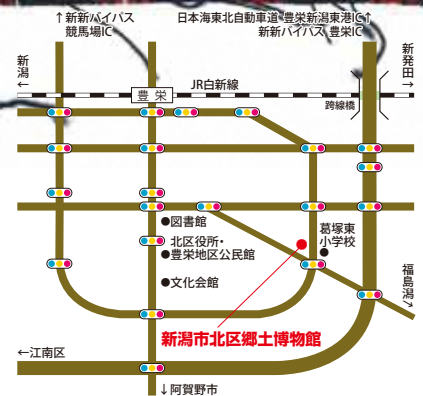 ↑新新バイパス
競馬場IC
日本海東北自動車道 豊栄新潟東港IC↑
新新バイパス 豊栄IC
新潟←
新発田→
JR白新線
豊栄
跨線橋
●図書館
北区役所・
●豊栄地区公民館
●文化会館
葛塚東
小学校
福島潟↗
新潟市北区郷土博物館
←江南区
↓阿賀野市